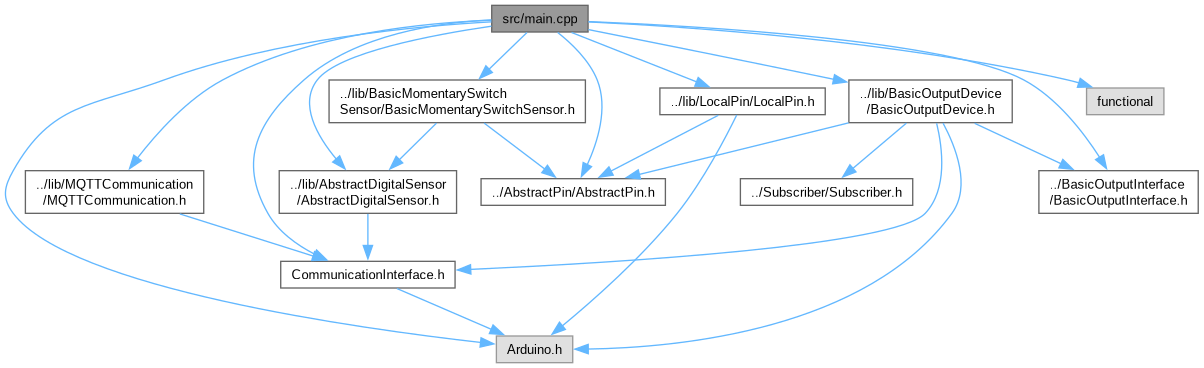 src/main.cpp
../lib/BasicMomentarySwitch
Sensor/BasicMomentarySwitchSensor.h
../lib/LocalPin/LocalPin.h
../lib/BasicOutputDevice
/BasicOutputDevice.h
functional
../lib/MQTTCommunication
/MQTTCommunication.h
../lib/AbstractDigitalSensor
/AbstractDigitalSensor.h
../AbstractPin/AbstractPin.h
../Subscriber/Subscriber.h
../BasicOutputInterface
/BasicOutputInterface.h
CommunicationInterface.h
Arduino.h